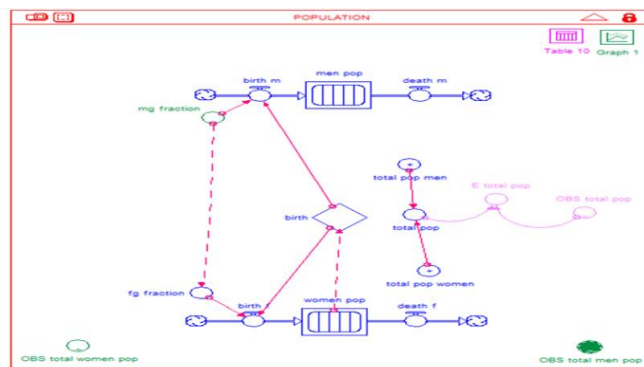 POPULATION
Table 10
Graph 1
birth m
men pop
death m
mg fraction
total pop men
E total pop
OBS total pop
birth
total pop
total pop women
fg fraction
birth f
women pop
death f
OBS total women pop
OBS total men pop